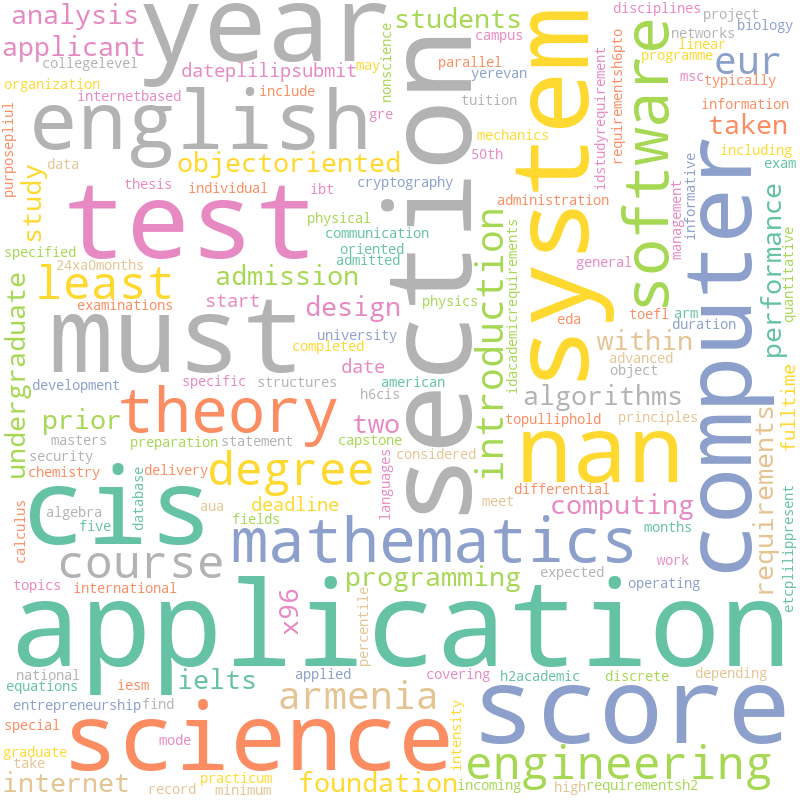 analysis
applicant
collegelevel
year
students
campus
disciplines
project
networks
biology
linear
programme
eur
msc
typically
dateplilipsubmit
may
parallel
yerevan
nonscience
organization
internetbased
include
gre
tuition
information
taken
including
english
section
system
software
requirementsh6pto
idstudyrequirement
mechanics
50th
exam
purposepliul
data
study
objectoriented
thesis
individual
ibt
cryptography
administration
computer
informative
management
test
physical
communication
oriented
admitted
introduction
idacademicrequirements
general
performance
quantitative
specified
24xa0months
least
admission
examinations
start
design
physics
eda
toefl
arm
duration
must
university
completed
date
within
advanced
object
undergraduate
development
specific
structures
american
h6cis
algorithms
fulltime
prior
theory
two
considered
topulliphold
principles
masters
preparation
statement
capstone
security
chemistry
delivery
degree
nan
requirements
cis
database
languages
differential
calculus
algebra
five
aua
deadline
fields
meet
computing
etcplilippresent
course
mathematics
months
work
topics
international
programming
expected
operating
application
x96
percentile
national
equations
iesm
ielts
applied
covering
h2academic
discrete
depending
entrepreneurship
find
armenia
score
special
science
mode
intensity
engineering
graduate
take
internet
record
practicum
minimum
foundation
incoming
high
requirementsh2